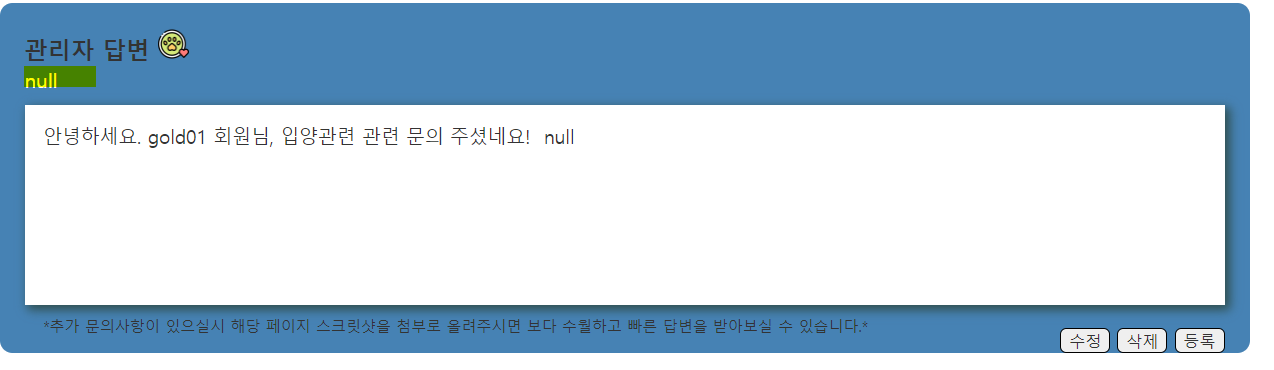 관리자 답변
null
안녕하세요. gold01 회원님, 입양관련 관련 문의 주셨네요! null
*추가 문의사항이 있으실시 해당 페이지 스크릿샷을 첨부로 올려주시면 보다 수월하고 빠른 답변을 받아보실 수 있습니다.*
수정 삭제 등록